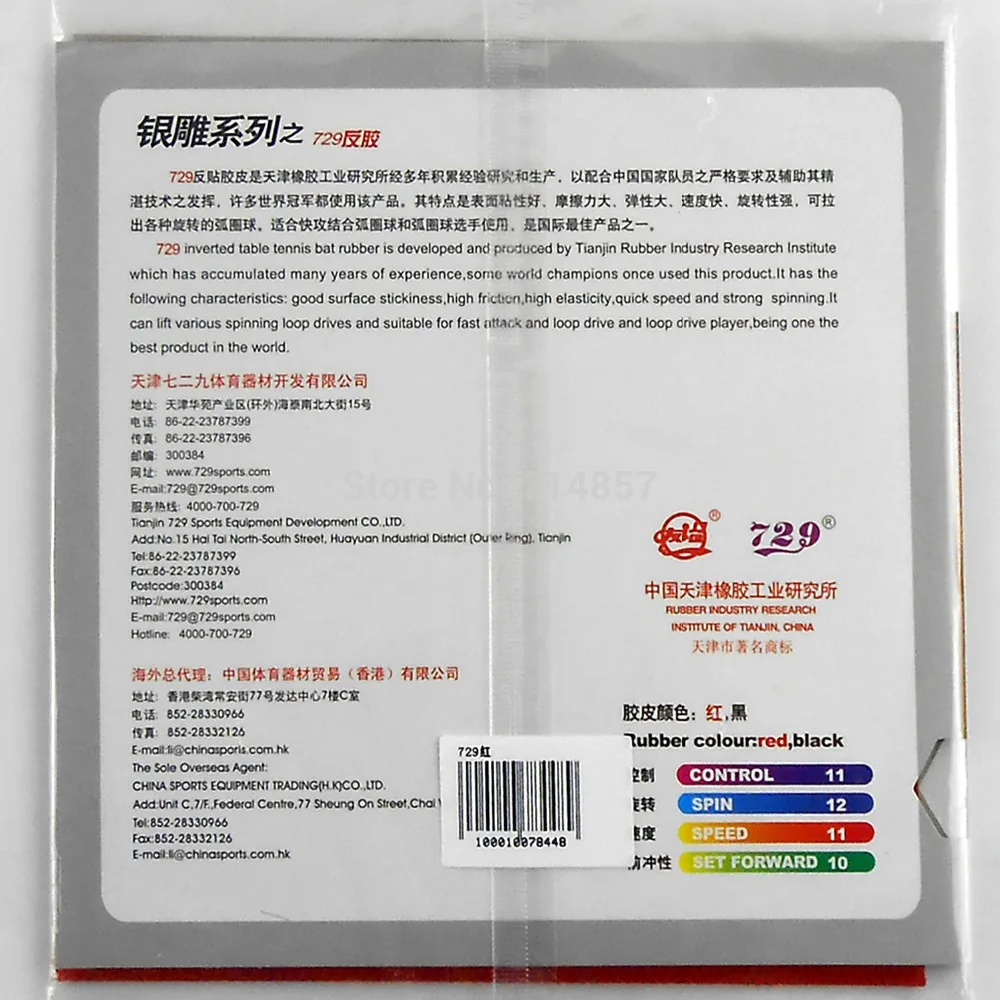 银雕系列之 729反胶
729反贴胶皮是天津橡胶工业研究所经多年积累经验研究和生产，以配合中国国家队员之严格要求及辅助其精
湛技术之发挥，许多世界冠军都使用该产品。其特点是表面粘性好、摩擦力大、弹性大、速度快、旋转性强，可拉
出各种旋转的弧圈球。适合快攻结合弧圈球和弧圈球选手使用，是国际最佳产品之一。
729 inverted table tennis bat rubber is developed and produced by Tianjin Rubber Industry Research Institute
which has accumulated many years of experience,some world champions once used this product.It has the
following characteristics: good surface stickiness,high friction,high elasticity,quick speed and strong spinning.It
can lift various spinning loop drives and suitable for fast attack and loop drive and loop drive player,being one the
best product in the world.
天津七二九体育器材开发有限公司
地址: 天津华苑产业区(环外)海泰南北大街15号
电话: 86-22-23787399
传真: 86-22-23787396
邮编: 300384
网址: www.729sports.com
E-mail:729@729sports.com
服务热线: 4000-700-729
Tianjin 729 Sports Equipment Development CO.,LTD.
Add:No.15 Hai Tai North-South Street, Huayuan Industrial District (Outer Ring), Tianjin
Tel:86-22-23787399
Fax:86-22-23787396
Postcode:300384
Http://www.729sports.com
E-mail:729@729sports.com
Hotline: 4000-700-729
海外总代理: 中国体育器材贸易（香港）有限公司
地址: 香港柴湾常安街77号发达中心7楼C室
电话: 852-28330966
传真: 852-28332126
E-mail:li@chinasports.com.hk
The Sole Overseas Agent:
CHINA SPORTS EQUIPMENT TRADING(H.K)CO.,LTD.
Add:Unit C,7/F.,Federal Centre,77 Sheung On Street,Chai
Tel:852-28330966
Fax:852-28332126
E-mail:li@chinasports.com.hk
Store No 14857
友谊® 729®
中国天津橡胶工业研究所
RUBBER INDUSTRY RESEARCH
INSTITUTE OF TIANJIN, CHINA
天津市著名商标
胶皮颜色: 红,黑
Rubber colour:red,black
控制 CONTROL 11
旋转 SPIN 12
速度 SPEED 11
前冲性 SET FORWARD 10
729紅
100010078448